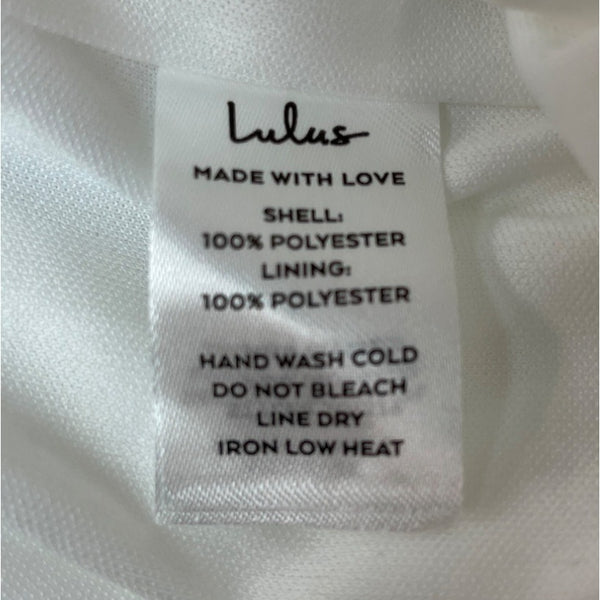 Lulus
MADE WITH LOVE
SHELL:
100% POLYESTER
LINING:
100% POLYESTER
HAND WASH COLD
DO NOT BLEACH
LINE DRY
IRON LOW HEAT